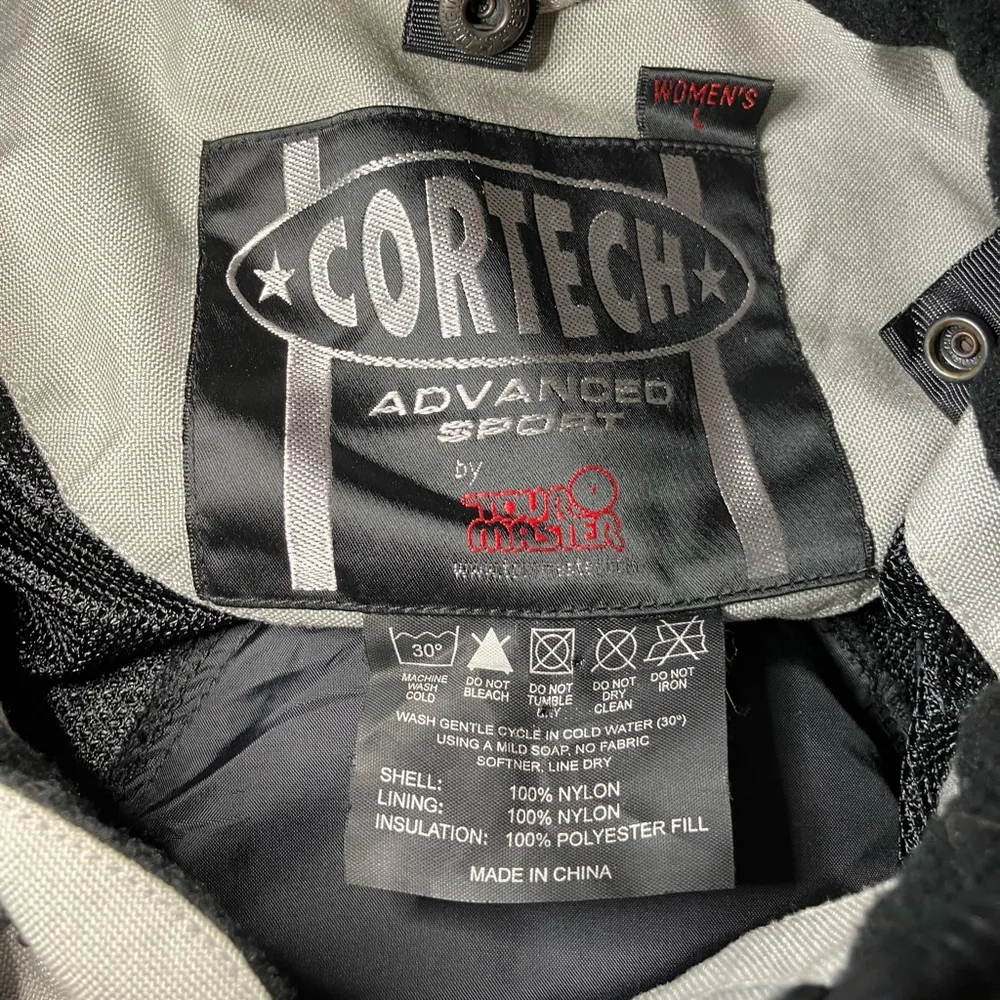 WOMEN'S
L
CORTECH
ADVANCED
SPORT
by
TOUR
MASTER
30°
MACHINE
WASH
COLD
DO NOT
BLEACH
DO NOT
TUMBLE
DRY
DO NOT
DRY
CLEAN
DO NOT
IRON
WASH GENTLE CYCLE IN COLD WATER (30°)
USING A MILD SOAP, NO FABRIC
SOFTNER, LINE DRY
SHELL: 100% NYLON
LINING: 100% NYLON
INSULATION: 100% POLYESTER FILL
MADE IN CHINA